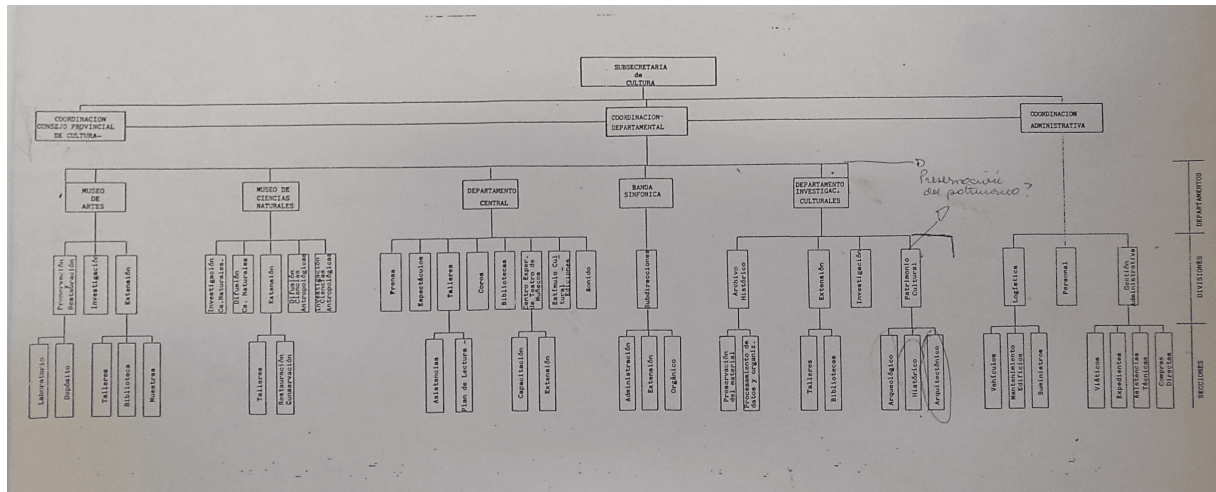 SUBSECRETARIA
de
CULTURA
COORDINACION
CONSEJO PROVINCIAL
DE CULTURA-
COORDINACION-
DEPARTAMENTAL
COORDINACION
ADMINISTRATIVA
MUSEO
DE
ARTES
MUSEO DE
CIENCIAS
NATURALES
DEPARTAMENTO
CENTRAL
BANDA
SINFONICA
DEPARTAMENTO
INVESTIGAC.
CULTURALES
Preservación
del patrimonio?
DEPARTAMENTOS
Preservación
y
Restauración
Investigación
Extensión
Investigación
Cs.Naturales.
Difusión
Cs. Naturales
Extensión
Difusión
Ciencias
Antropológicas
Investigación
Ciencias
Antropológicas
Prensa
Espectáculos
Talleres
Coros
Bibliotecas
Centro Exper.
de Teatro de
Muñecos
Estímulo Cul
tural -
Ediciones
Sonido
Subdirecciones
Archivo
Histórico
Extensión
Investigación
Patrimonio
Cultural
Logística
Personal
Gestión
Administrativa
DIVISIONES
Laboratorio
Depósito
Talleres
Biblioteca
Muestras
Talleres
Restauración
Conservación
Asistencias
Plan de Lectura -
Capacitación
Extensión
Administración
Extensión
Orgánico
Preservación
del material
Procesamiento de
datos y organiz.
Talleres
Bibliotecas
Arqueológico
Histórico
Arquitectónico
Vehículos
Mantenimiento
Edificios
Suministros
Viáticos
Expedientes
Asistencias
Técnicas
Compras
Directas
SECCIONES